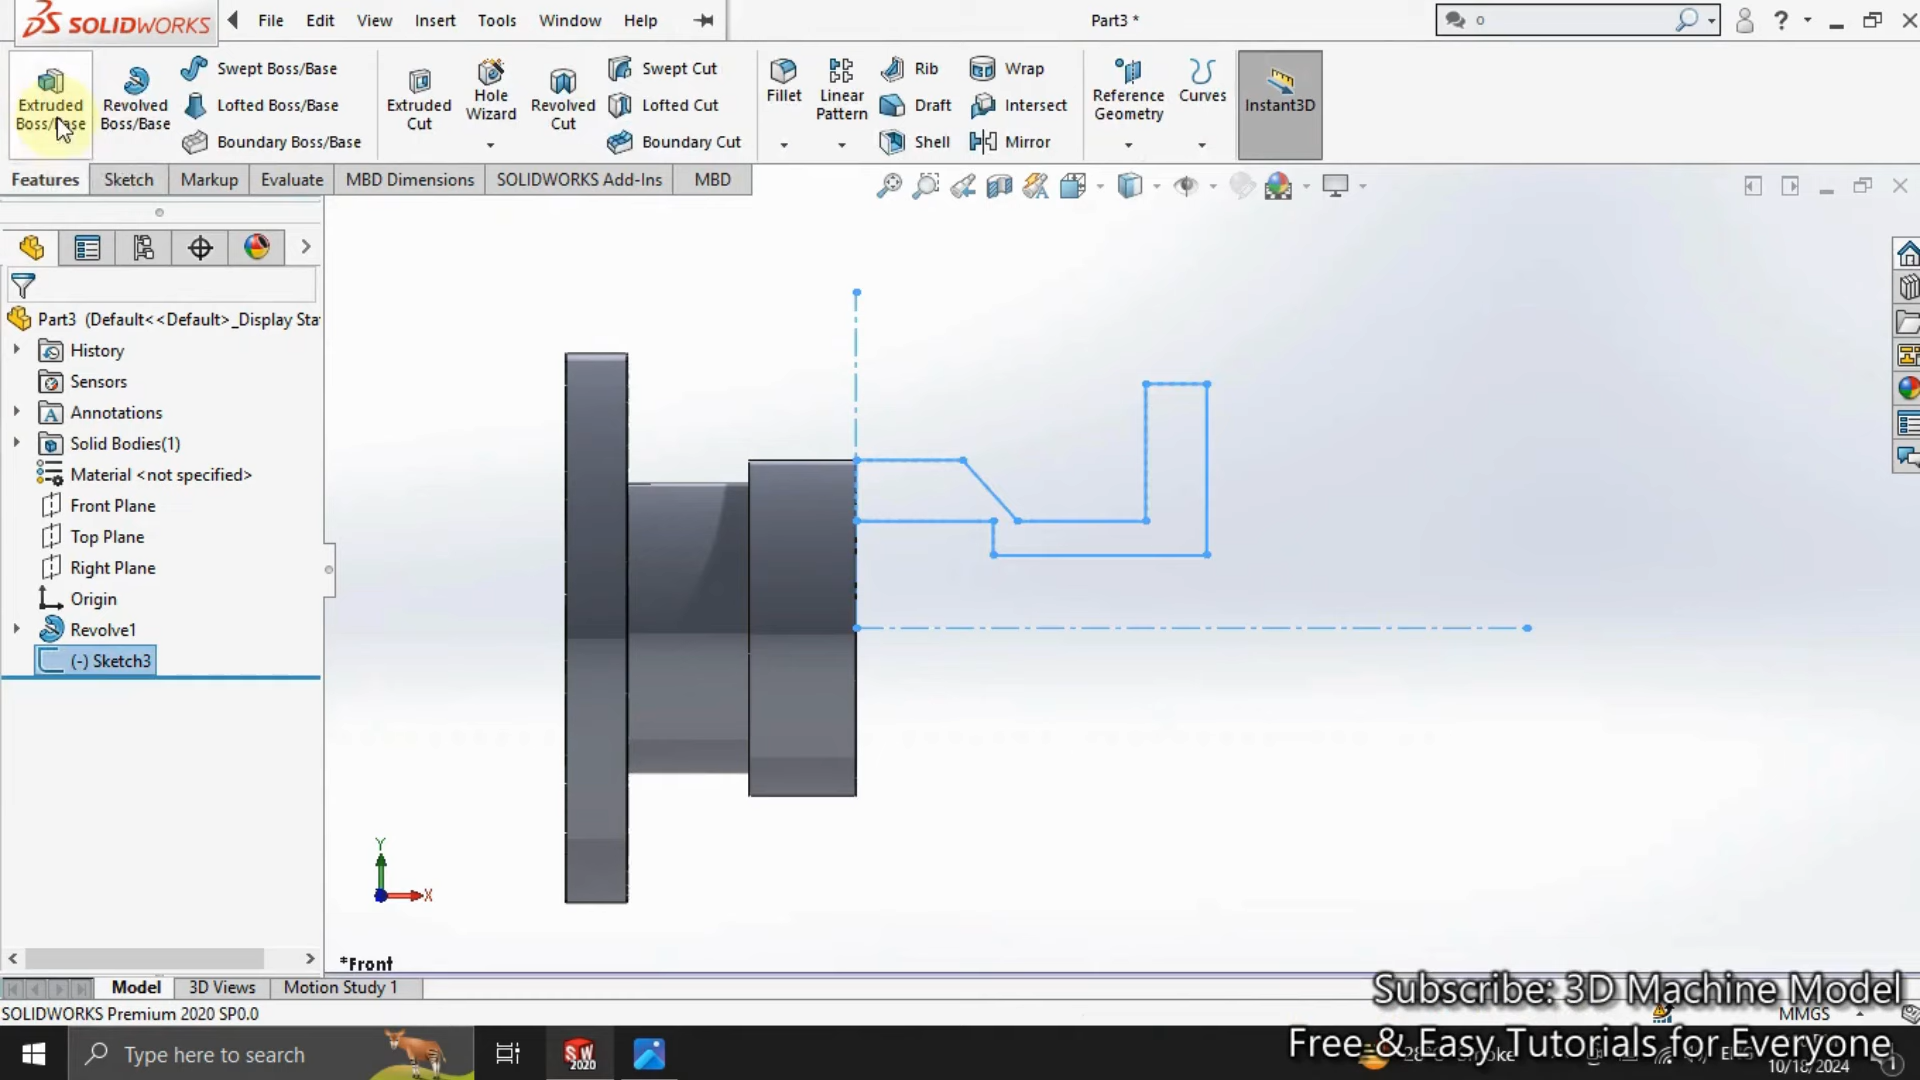 SOLIDWORKS
File
Edit
View
Insert
Tools
Window
Help
Part3 *
o
Extruded
Boss/Base
Revolved
Boss/Base
Swept Boss/Base
Lofted Boss/Base
Boundary Boss/Base
Extruded
Cut
Hole
Wizard
Revolved
Cut
Swept Cut
Lofted Cut
Boundary Cut
Fillet
Linear
Pattern
Rib
Draft
Shell
Wrap
Intersect
Mirror
Reference
Geometry
Curves
Instant3D
Features
Sketch
Markup
Evaluate
MBD Dimensions
SOLIDWORKS Add-Ins
MBD
Part3 (Default<<Default>_Display Sta
History
Sensors
Annotations
Solid Bodies(1)
Material <not specified>
Front Plane
Top Plane
Right Plane
Origin
Revolve1
(-) Sketch3
Y
X
*Front
Model
3D Views
Motion Study 1
SOLIDWORKS Premium 2020 SP0.0
MMGS
Subscribe: 3D Machine Model
Free & Easy Tutorials for Everyone
Type here to search
SW
2020
10/18/2024